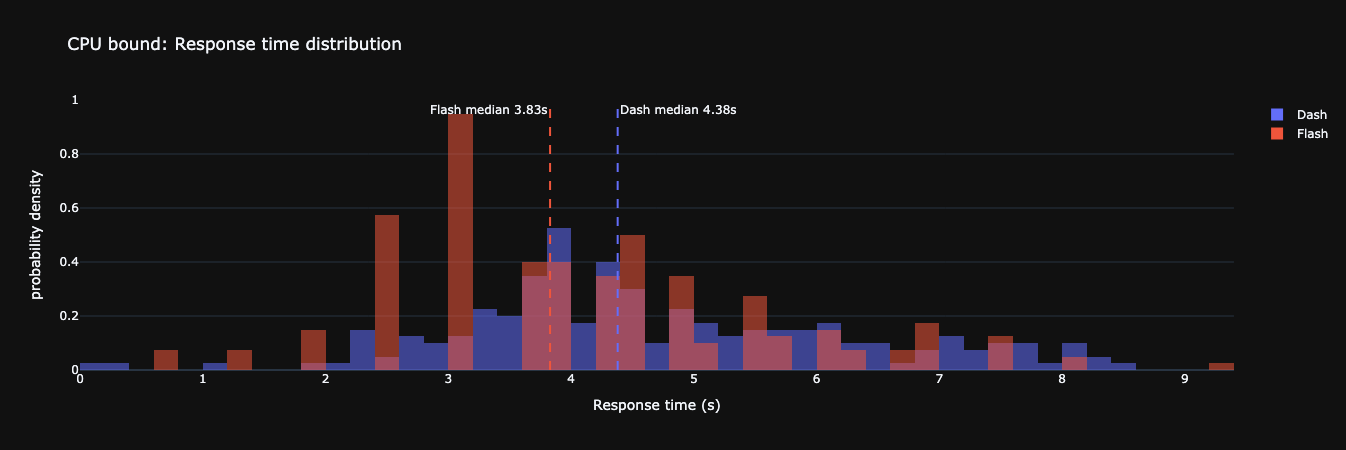 CPU bound: Response time distribution
Flash median 3.83s
Dash median 4.38s
Dash
Flash
probability density
1
0.8
0.6
0.4
0.2
0
0 1 2 3 4 5 6 7 8 9
Response time (s)